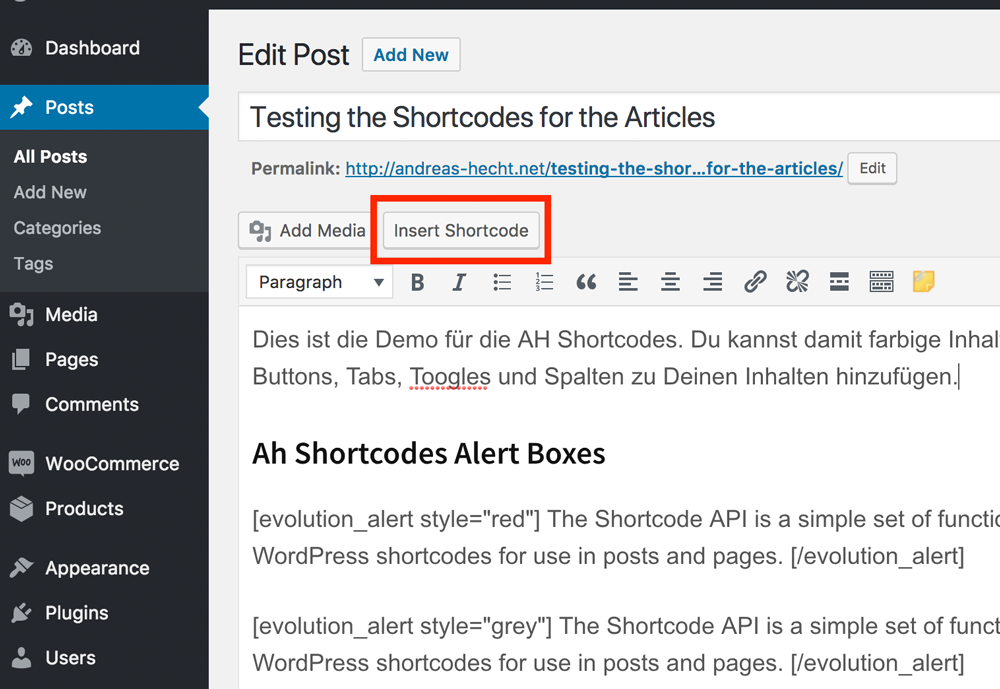 Dashboard
Posts
All Posts
Add New
Categories
Tags
Media
Pages
Comments
WOO WooCommerce
Products
Appearance
Plugins
Users
Edit Post Add New
Testing the Shortcodes for the Articles
Permalink: http://andreas-hecht.net/testing-the-shor...for-the-articles/ Edit
Add Media Insert Shortcode
Paragraph B I
Dies ist die Demo für die AH Shortcodes. Du kannst damit farbige
Buttons, Tabs, Toogles und Spalten zu Deinen Inhalten hinzufügen.
Ah Shortcodes Alert Boxes
[evolution_alert style="red"] The Shortcode API is a simple set of
WordPress shortcodes for use in posts and pages. [/evolution_alert]
[evolution_alert style="grey"] The Shortcode API is a simple set of
WordPress shortcodes for use in posts and pages. [/evolution_alert]